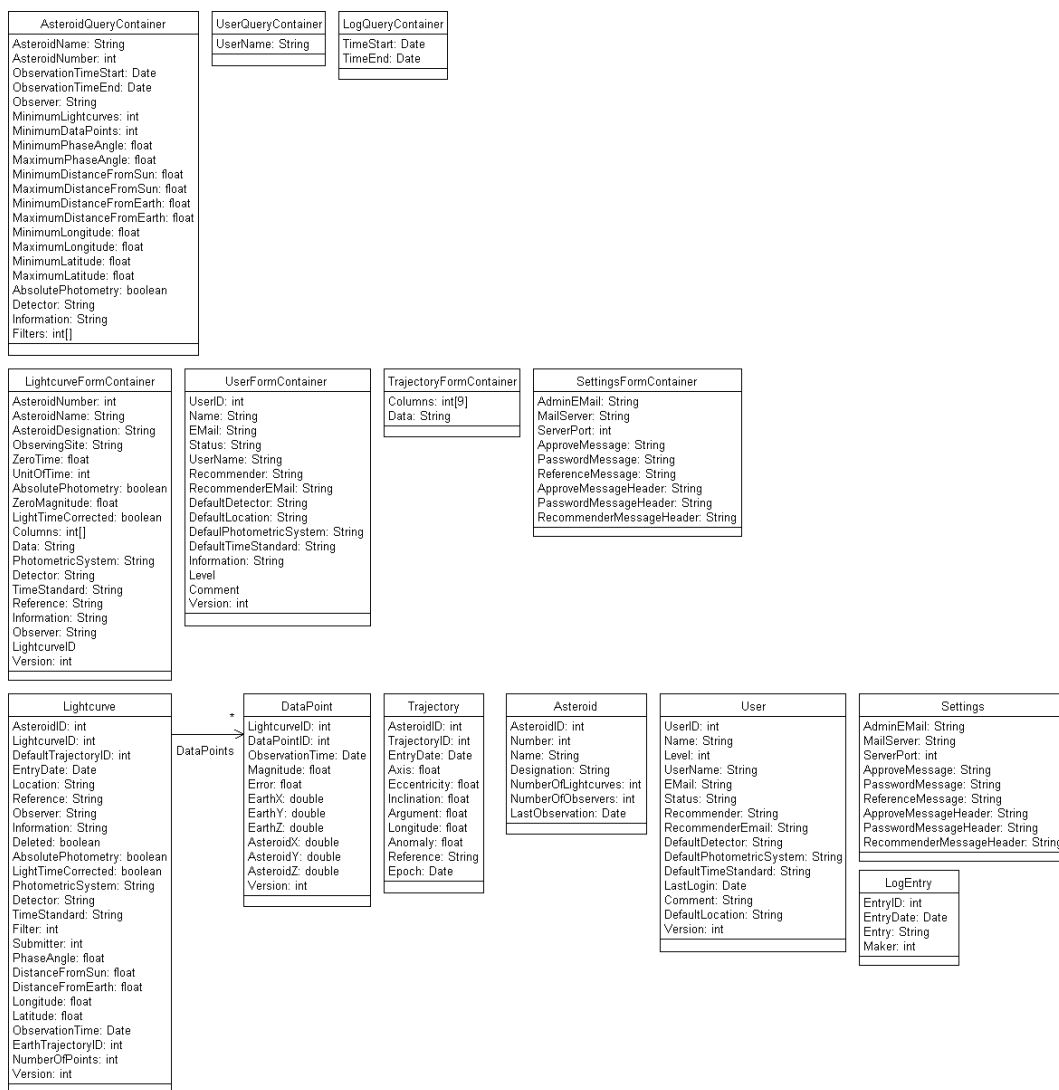 AsteroidQueryContainer
AsteroidName: String
AsteroidNumber: int
ObservationTimeStart: Date
ObservationTimeEnd: Date
Observer: String
MinimumLightcurves: int
MinimumDataPoints: int
MinimumPhaseAngle: float
MaximumPhaseAngle: float
MinimumDistanceFromSun: float
MaximumDistanceFromSun: float
MinimumDistanceFromEarth: float
MaximumDistanceFromEarth: float
MinimumLongitude: float
MaximumLongitude: float
MinimumLatitude: float
MaximumLatitude: float
AbsolutePhotometry: boolean
Detector: String
Information: String
Filters: int[]
UserQueryContainer
UserName: String
LogQueryContainer
TimeStart: Date
TimeEnd: Date
LightcurveFormContainer
AsteroidNumber: int
AsteroidName: String
AsteroidDesignation: String
ObservingSite: String
ZeroTime: float
UnitOfTime: int
AbsolutePhotometry: boolean
ZeroMagnitude: float
LightTimeCorrected: boolean
Columns: int[]
Data: String
PhotometricSystem: String
Detector: String
TimeStandard: String
Reference: String
Information: String
Observer: String
LightcurveID
Version: int
UserFormContainer
UserID: int
Name: String
EMail: String
Status: String
UserName: String
Recommender: String
RecommenderEMail: String
DefaultDetector: String
DefaultLocation: String
DefaulPhotometricSystem: String
DefaultTimeStandard: String
Information: String
Level
Comment
Version: int
TrajectoryFormContainer
Columns: int[9]
Data: String
SettingsFormContainer
AdminEMail: String
MailServer: String
ServerPort: int
ApproveMessage: String
PasswordMessage: String
ReferenceMessage: String
ApproveMessageHeader: String
PasswordMessageHeader: String
RecommenderMessageHeader: String
Lightcurve
AsteroidID: int
LightcurveID: int
DefaultTrajectoryID: int
EntryDate: Date
Location: String
Reference: String
Observer: String
Information: String
Deleted: boolean
AbsolutePhotometry: boolean
LightTimeCorrected: boolean
PhotometricSystem: String
Detector: String
TimeStandard: String
Filter: int
Submitter: int
PhaseAngle: float
DistanceFromSun: float
DistanceFromEarth: float
Longitude: float
Latitude: float
ObservationTime: Date
EarthTrajectoryID: int
NumberOfPoints: int
Version: int
*
DataPoints
DataPoint
LightcurveID: int
DataPointID: int
ObservationTime: Date
Magnitude: float
Error: float
EarthX: double
EarthY: double
EarthZ: double
AsteroidX: double
AsteroidY: double
AsteroidZ: double
Version: int
Trajectory
AsteroidID: int
TrajectoryID: int
EntryDate: Date
Axis: float
Eccentricity: float
Inclination: float
Argument: float
Longitude: float
Anomaly: float
Reference: String
Epoch: Date
Asteroid
AsteroidID: int
Number: int
Name: String
Designation: String
NumberOfLightcurves: int
NumberOfObservers: int
LastObservation: Date
User
UserID: int
Name: String
Level: int
UserName: String
EMail: String
Status: String
Recommender: String
RecommenderEmail: String
DefaultDetector: String
DefaultPhotometricSystem: String
DefaultTimeStandard: String
LastLogin: Date
Comment: String
DefaultLocation: String
Version: int
Settings
AdminEMail: String
MailServer: String
ServerPort: int
ApproveMessage: String
PasswordMessage: String
ReferenceMessage: String
ApproveMessageHeader: String
PasswordMessageHeader: String
RecommenderMessageHeader: String
LogEntry
EntryID: int
EntryDate: Date
Entry: String
Maker: int